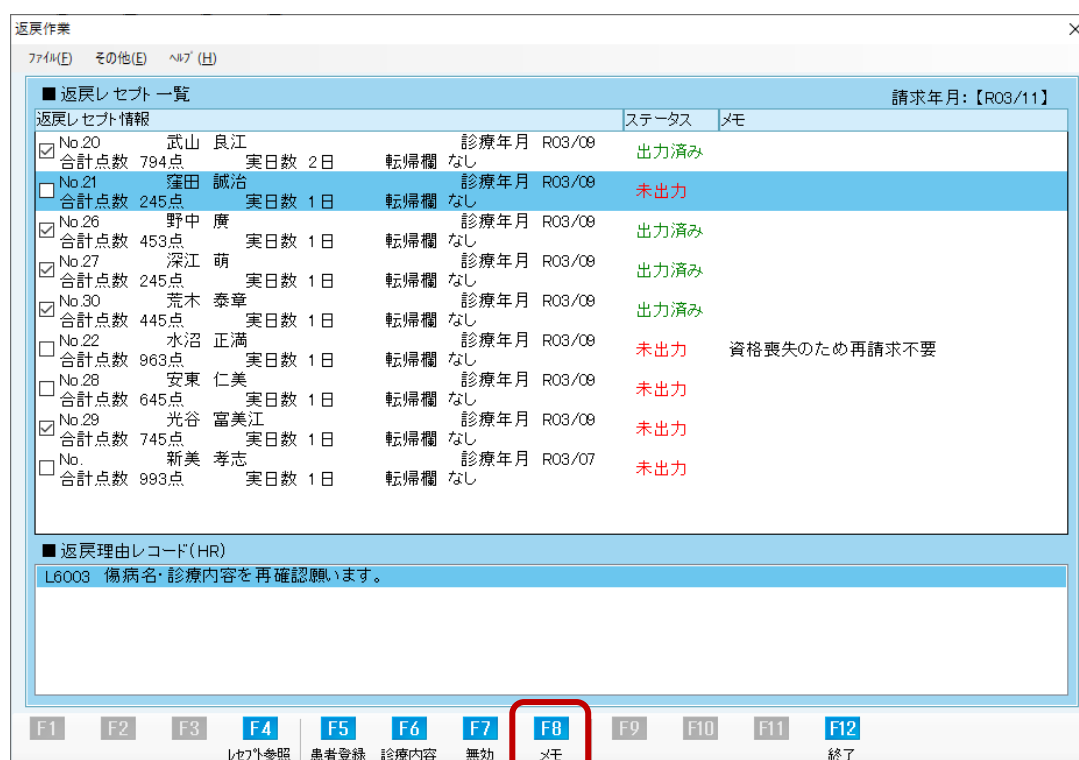 返戻作業
ファイル(F) その他(E) ヘルプ(H)
■返戻レセプト一覧 請求年月:【R03/11】
返戻レセプト情報 ステータス メモ
No.20 武山 良江 診療年月 R03/09
合計点数 794点 実日数 2日 転帰欄 なし 出力済み
No.21 窪田 誠治 診療年月 R03/09
合計点数 245点 実日数 1日 転帰欄 なし 未出力
No.26 野中 廣 診療年月 R03/09
合計点数 453点 実日数 1日 転帰欄 なし 出力済み
No.27 深江 萌 診療年月 R03/09
合計点数 245点 実日数 1日 転帰欄 なし 出力済み
No.30 荒木 泰章 診療年月 R03/09
合計点数 445点 実日数 1日 転帰欄 なし 出力済み
No.22 水沼 正満 診療年月 R03/09
合計点数 963点 実日数 1日 転帰欄 なし 未出力 資格喪失のため再請求不要
No.28 安東 仁美 診療年月 R03/09
合計点数 645点 実日数 1日 転帰欄 なし 未出力
No.29 光谷 富美江 診療年月 R03/09
合計点数 745点 実日数 1日 転帰欄 なし 未出力
No. 新美 孝志 診療年月 R03/07
合計点数 993点 実日数 1日 転帰欄 なし 未出力
■返戻理由レコード(HR)
L6003 傷病名・診療内容を再確認願います。
F1 F2 F3 F4 F5 F6 F7 F8 F9 F10 F11 F12
レセプト参照 患者登録 診療内容 無効 メモ 終了